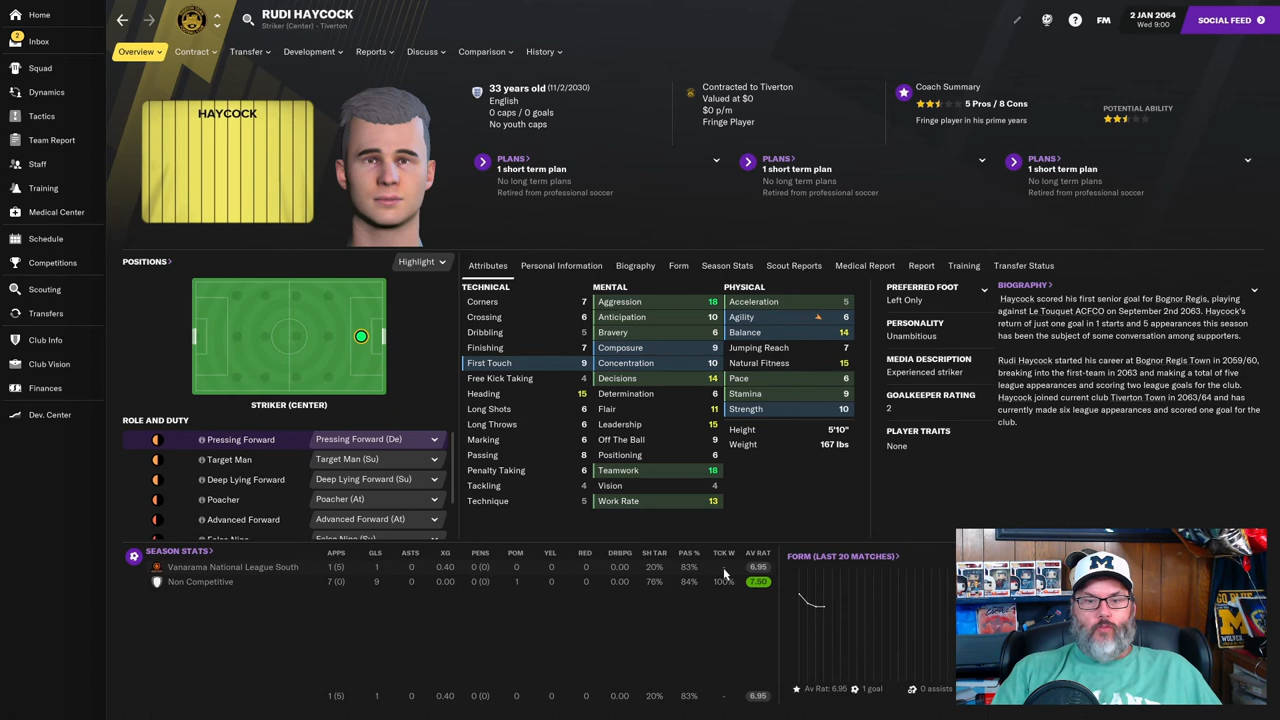 Home
2
Inbox
Squad
Dynamics
Tactics
Team Report
Staff
Training
Medical Center
Schedule
Competitions
Scouting
Transfers
Club Info
Club Vision
Finances
Dev. Center
RUDI HAYCOCK
Striker (Center) - Tiverton
FM
2 JAN 2064
Wed 9:00
SOCIAL FEED
Overview
Contract
Transfer
Development
Reports
Discuss
Comparison
History
HAYCOCK
33 years old (11/2/2030)
English
0 caps / 0 goals
No youth caps
Contracted to Tiverton
Valued at $0
$0 p/m
Fringe Player
Coach Summary
5 Pros / 8 Cons
Fringe player in his prime years
POTENTIAL ABILITY
PLANS
1 short term plan
No long term plans
Retired from professional soccer
PLANS
1 short term plan
No long term plans
Retired from professional soccer
PLANS
1 short term plan
No long term plans
Retired from professional soccer
POSITIONS
Highlight
STRIKER (CENTER)
ROLE AND DUTY
Pressing Forward Pressing Forward (De)
Target Man Target Man (Su)
Deep Lying Forward Deep Lying Forward (Su)
Poacher Poacher (At)
Advanced Forward Advanced Forward (At)
Attributes Personal Information Biography Form Season Stats Scout Reports Medical Report Report Training Transfer Status
TECHNICAL
Corners 7
Crossing 6
Dribbling 5
Finishing 7
First Touch 9
Free Kick Taking 4
Heading 15
Long Shots 6
Long Throws 6
Marking 6
Passing 8
Penalty Taking 6
Tackling 4
Technique 5
MENTAL
Aggression 18
Anticipation 10
Bravery 6
Composure 9
Concentration 10
Decisions 14
Determination 6
Flair 11
Leadership 15
Off The Ball 9
Positioning 6
Teamwork 18
Vision 4
Work Rate 13
PHYSICAL
Acceleration 5
Agility 6
Balance 14
Jumping Reach 7
Natural Fitness 15
Pace 6
Stamina 9
Strength 10
Height 5'10"
Weight 167 lbs
PREFERRED FOOT
Left Only
PERSONALITY
Unambitious
MEDIA DESCRIPTION
Experienced striker
GOALKEEPER RATING
2
PLAYER TRAITS
None
BIOGRAPHY
Haycock scored his first senior goal for Bognor Regis, playing
against Le Touquet ACFCO on September 2nd 2063. Haycock's
return of just one goal in 1 starts and 5 appearances this season
has been the subject of some conversation among supporters.
Rudi Haycock started his career at Bognor Regis Town in 2059/60,
breaking into the first-team in 2063 and making a total of five
league appearances and scoring two league goals for the club.
Haycock joined current club Tiverton Town in 2063/64 and has
currently made six league appearances and scored one goal for the
club.
SEASON STATS APPS GLS ASTS XG PENS POM YEL RED DRBPG SH TAR PAS % TCK W AV RAT
Vanarama National League South 1 (5) 1 0 0.40 0 (0) 0 0 0 0.00 20% 83% - 6.95
Non Competitive 7 (0) 9 0 0.00 0 (0) 1 0 0 0.00 76% 84% 100% 7.50
1 (5) 1 0 0.40 0 (0) 0 0 0 0.00 20% 83% - 6.95
FORM (LAST 20 MATCHES)
Av Rat: 6.95 1 goal 0 assists
M